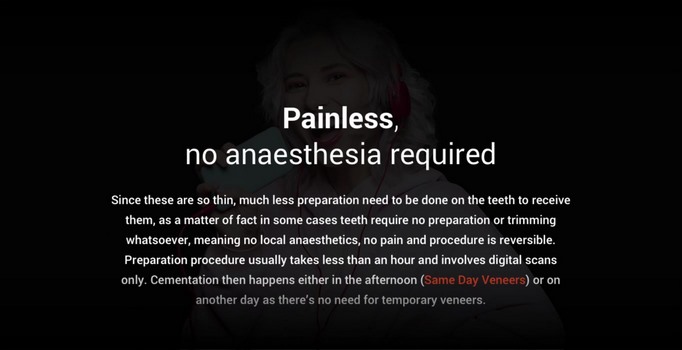 Painless,
no anaesthesia required
Since these are so thin, much less preparation need to be done on the teeth to receive
them, as a matter of fact in some cases teeth require no preparation or trimming
whatsoever, meaning no local anaesthetics, no pain and procedure is reversible.
Preparation procedure usually takes less than an hour and involves digital scans
only. Cementation then happens either in the afternoon (Same Day Veneers) or on
another day as there's no need for temporary veneers.